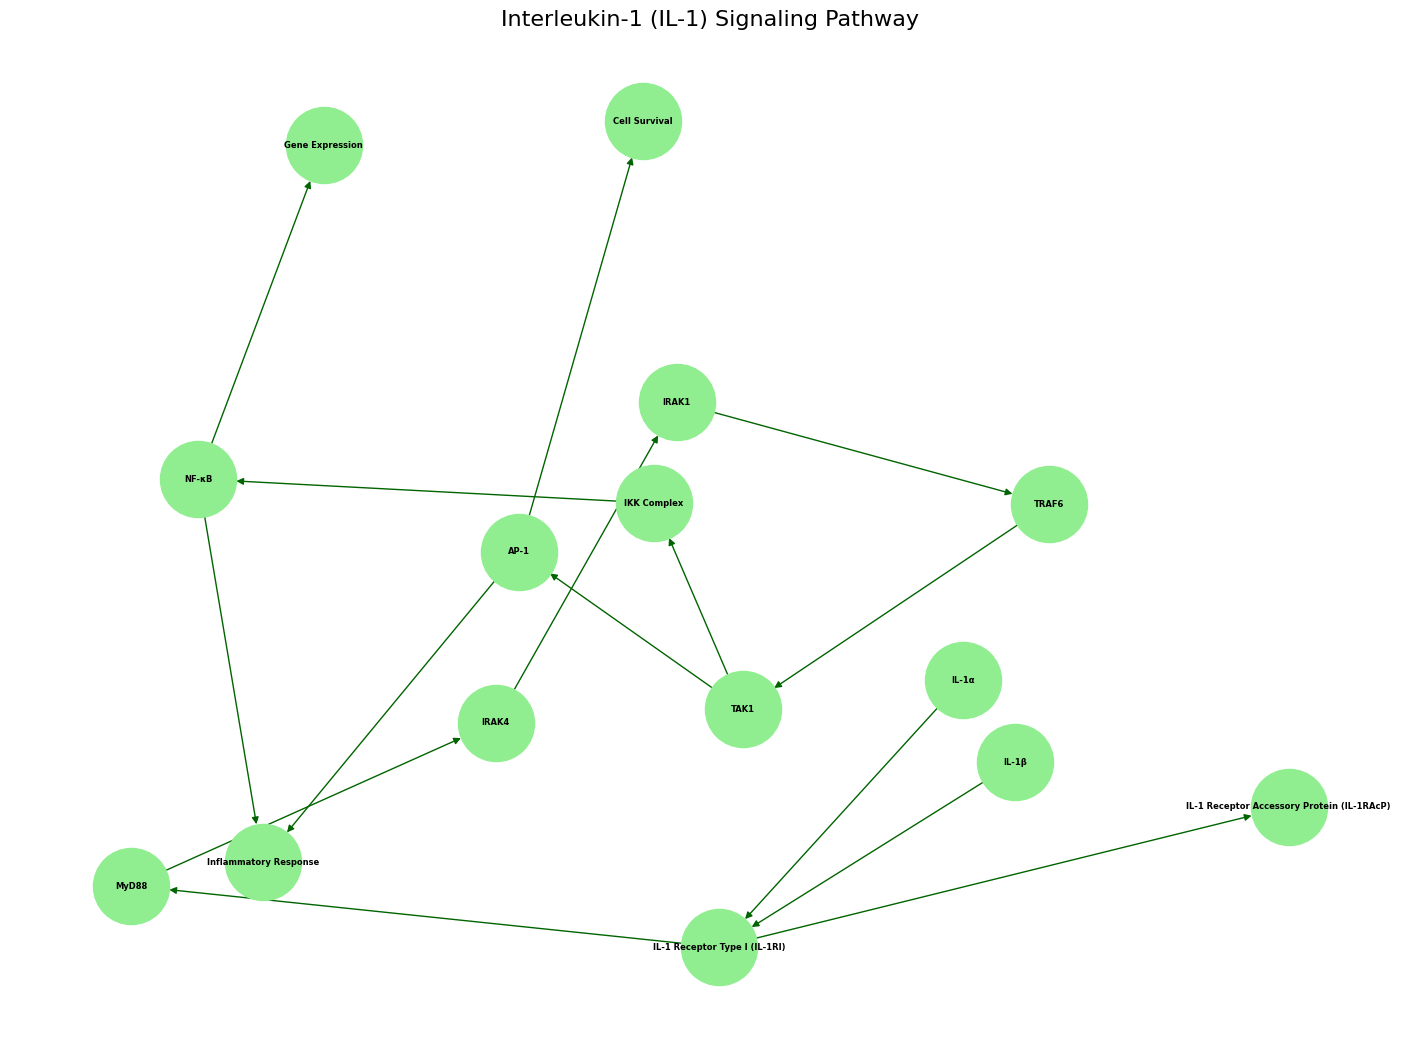 Interleukin-1 (IL-1) Signaling Pathway
Cell Survival
Gene Expression
IRAK1
NF-κB
IKK Complex
TRAF6
AP-1
IL-1α
TAK1
IRAK4
IL-1β
IL-1 Receptor Accessory Protein (IL-1RAcP)
Inflammatory Response
MyD88
IL-1 Receptor Type I (IL-1RI)